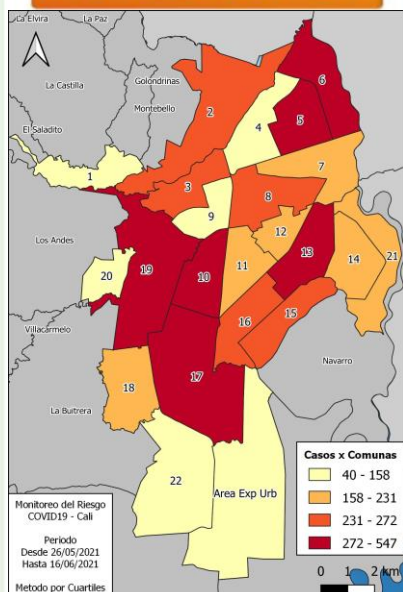 La Elvira
La Paz
La Castilla
Golondrinas
Montebello
El Saladito
Los Andes
Villacarmelo
La Buitrera
Navarro
6
2
5
4
7
1
3
8
9
12
21
13
14
19
10
11
20
16
15
17
18
22
Area Exp Urb
Monitoreo del Riesgo
COVID19 - Cali
Periodo
Desde 26/05/2021
Hasta 16/06/2021
Metodo por Cuartiles
Casos x Comunas
40 - 158
158 - 231
231 - 272
272 - 547
0 1 2 km